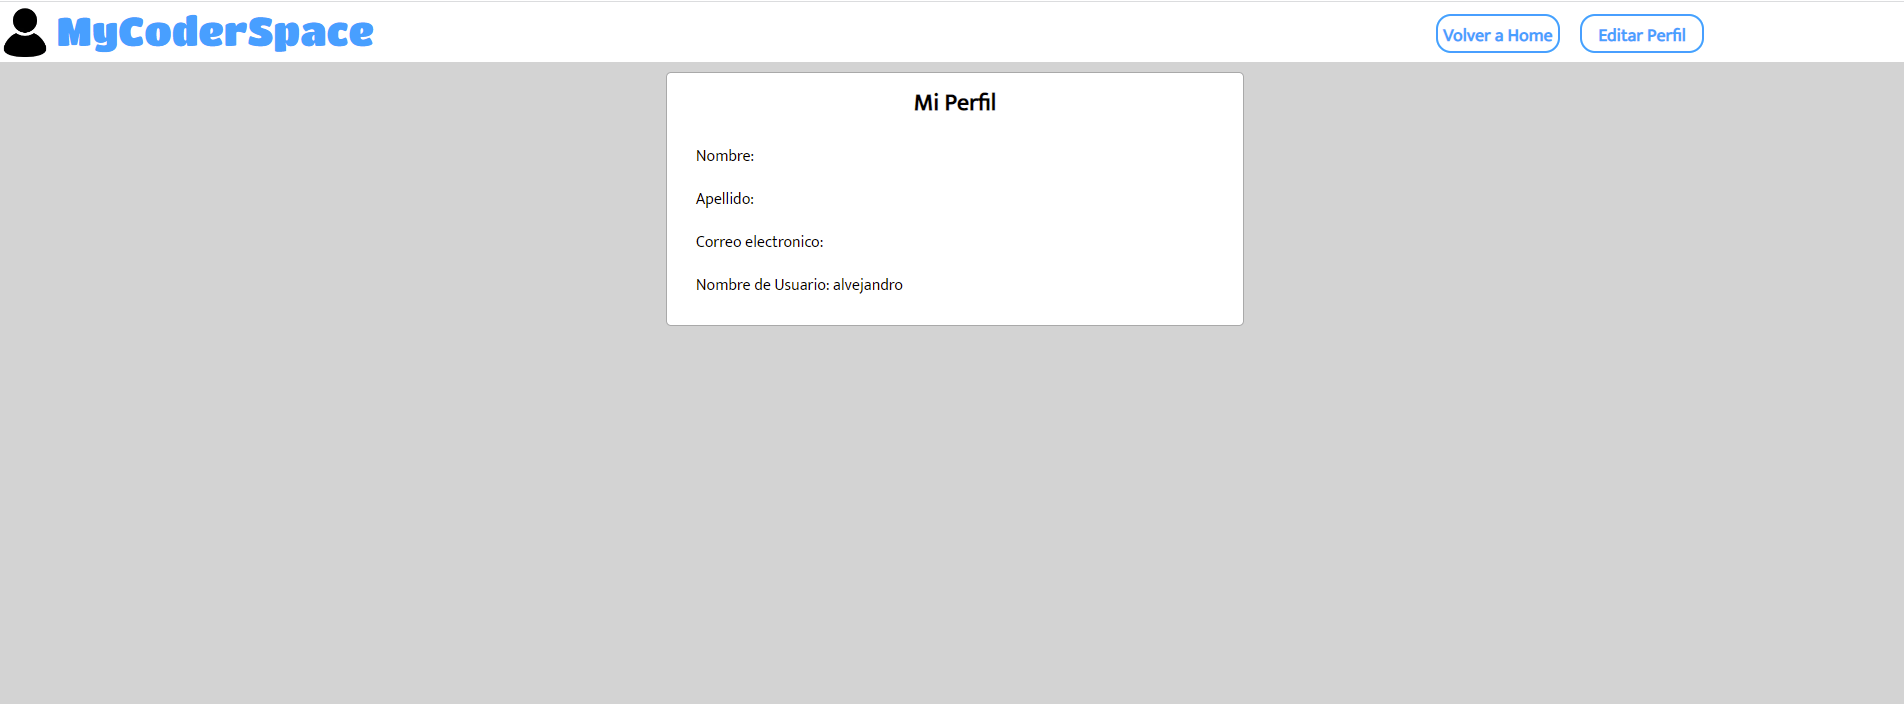 MyCoderSpace
Volver a Home
Editar Perfil
Mi Perfil
Nombre:
Apellido:
Correo electronico:
Nombre de Usuario: alvejandro